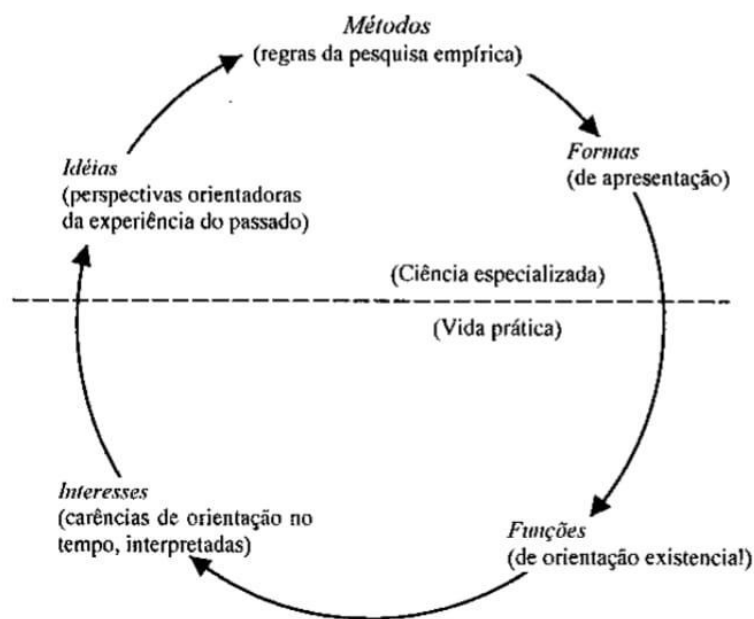 Métodos
(regras da pesquisa empírica)
Idéias
(perspectivas orientadoras
da experiência do passado)
Formas
(de apresentação)
(Ciência especializada)
(Vida prática)
Interesses
(carências de orientação no
tempo, interpretadas)
Funções
(de orientação existencial)